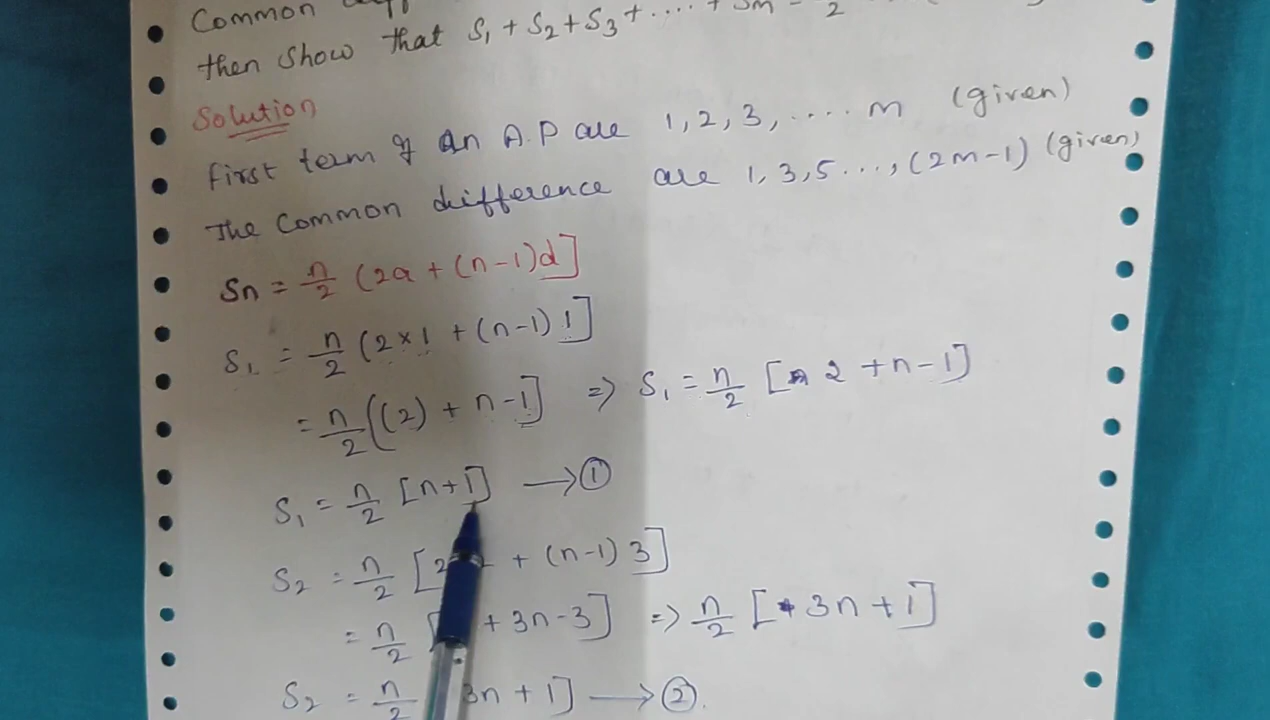 Common
then show that S₁ + S₂ + S₃ + .... + Sm = 2
Solution
first term of an A.P are 1, 2, 3, .... m (given)
The common difference are 1, 3, 5 ..., (2m-1) (given)
Sn = n/2 (2a + (n-1)d]
S₁ = n/2 (2×1 + (n-1) 1]
= n/2 ((2) + n-1] => S₁ = n/2 [2 + n-1]
S₁ = n/2 [n+1] → ①
S₂ = n/2 [2 + (n-1) 3]
= n/2 [ + 3n-3] => n/2 [3n+1]
S₂ = n/2 3n + 1] → ②.